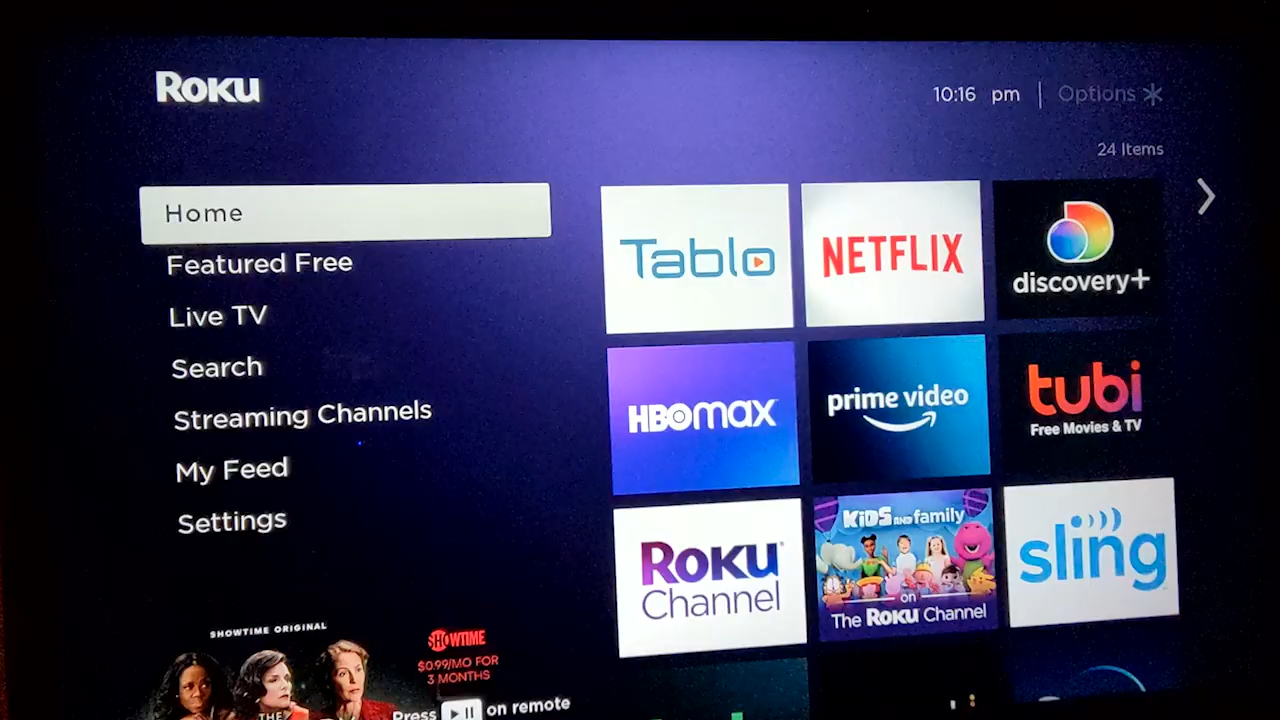 Roku
10:16 pm | Options
24 Items
Home
Featured Free
Live TV
Search
Streaming Channels
My Feed
Settings
Tablo
NETFLIX
discovery+
HBOMAX
prime video
tubi
Free Movies & TV
Roku
Channel
KiDS AND family
on
The Roku Channel
sling
SHOWTIME ORIGINAL
SHOWTIME
$0.99/MO FOR
3 MONTHS
THE
Press on remote